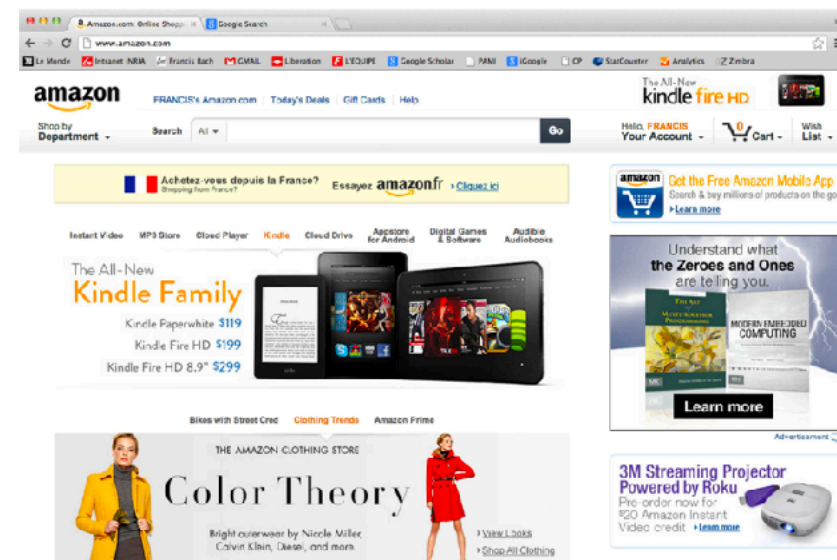 Amazon.com: Online Shoppi
Google Search
www.amazon.com
Le Monde Intranet INRIA Francis Bach GMAIL Liberation L'EQUIPE Google Scholar PAMI iGoogle CP StatCounter Analytics Zimbra
amazon
FRANCIS's Amazon.com Today's Deals Gift Cards Help
The All-New
kindle fire HD
Shop by
Department
Search All Go
Hello, FRANCIS
Your Account
0
Cart
Wish
List
Achetez-vous depuis la France?
Shopping from France?
Essayez amazon.fr Cliquez ici
amazon
Get the Free Amazon Mobile App
Search & buy millions of products on the go
Learn more
Instant Video MP3 Store Cloud Player Kindle Cloud Drive Appstore for Android Digital Games & Software Audible Audiobooks
The All-New
Kindle Family
Kindle Paperwhite $119
Kindle Fire HD $199
Kindle Fire HD 8.9" $299
Understand what
the Zeroes and Ones
are telling you.
THE ART
MULTIPROCESSOR
PROGRAMMING
MODERN EMBEDDED
COMPUTING
Learn more
Advertisement
Bikes with Street Cred Clothing Trends Amazon Prime
THE AMAZON CLOTHING STORE
Color Theory
Bright outerwear by Nicole Miller,
Calvin Klein, Diesel, and more.
View Looks
Shop All Clothing
3M Streaming Projector
Powered by Roku
Pre-order now for
$20 Amazon Instant
Video credit Learn more